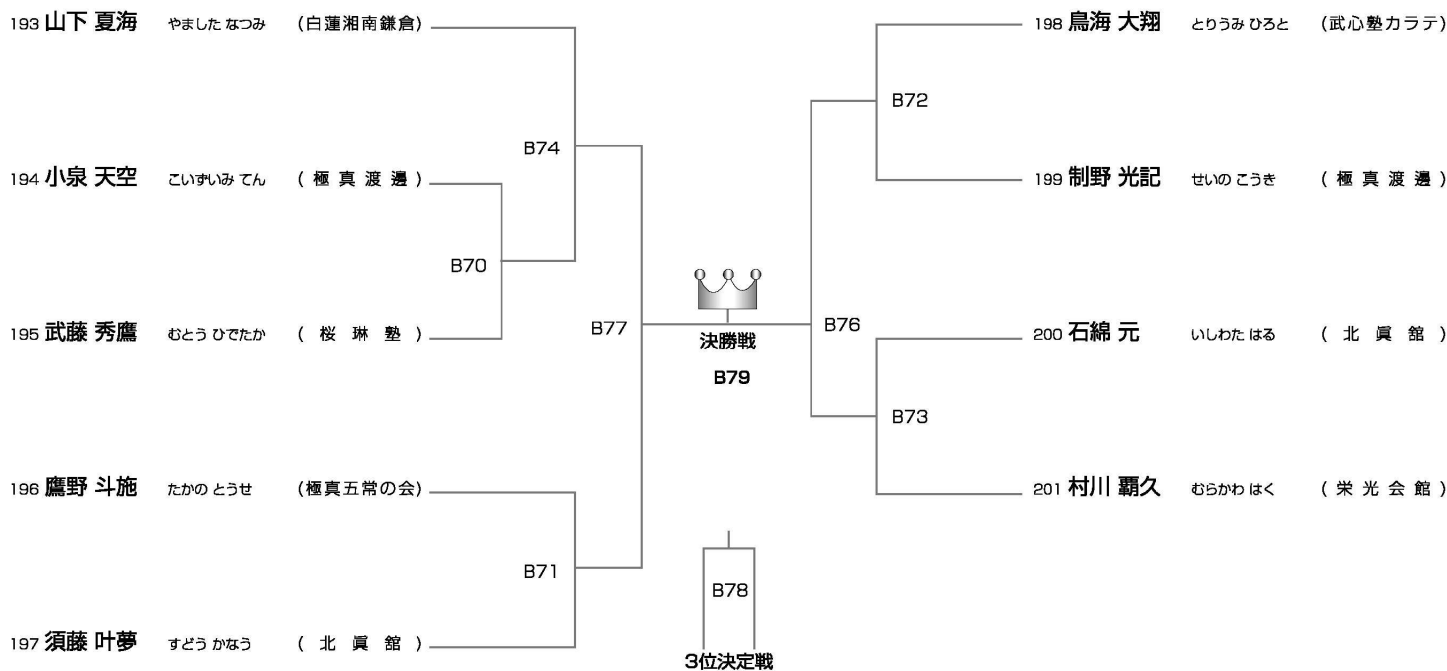 193 山下 夏海 やました なつみ (白蓮湘南鎌倉)
B74
194 小泉 天空 こいずいみ てん (極真渡邊)
B70
195 武藤 秀鷹 むとう ひでたか (桜琳塾)
B77
196 鷹野 斗施 たかの とうせ (極真五常の会)
B71
197 須藤 叶夢 すどう かなう (北眞舘)
決勝戦
B79
B78
3位決定戦
198 鳥海 大翔 とりうみ ひろと (武心塾カラテ)
B72
199 制野 光記 せいの こうき (極真渡邊)
B76
200 石綿 元 いしわた はる (北眞舘)
B73
201 村川 覇久 むらかわ はく (栄光会館)